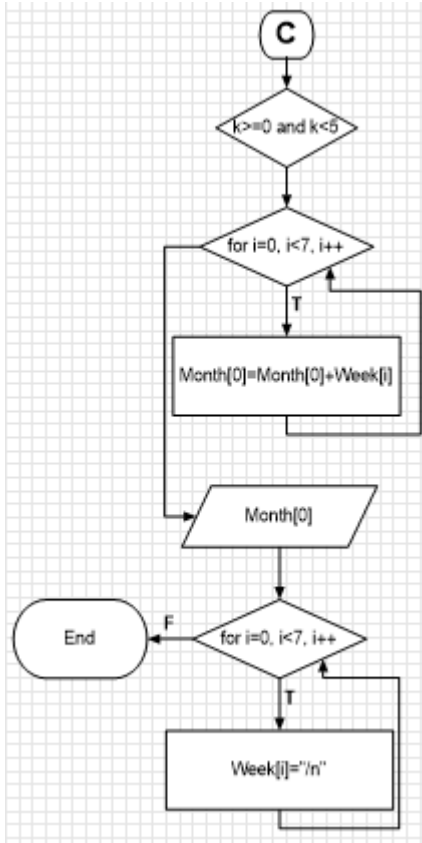 C
k>=0 and k<5
for i=0, i<7, i++
T
Month[0]=Month[0]+Week[i]
Month[0]
for i=0, i<7, i++
F
End
T
Week[i]="/n"